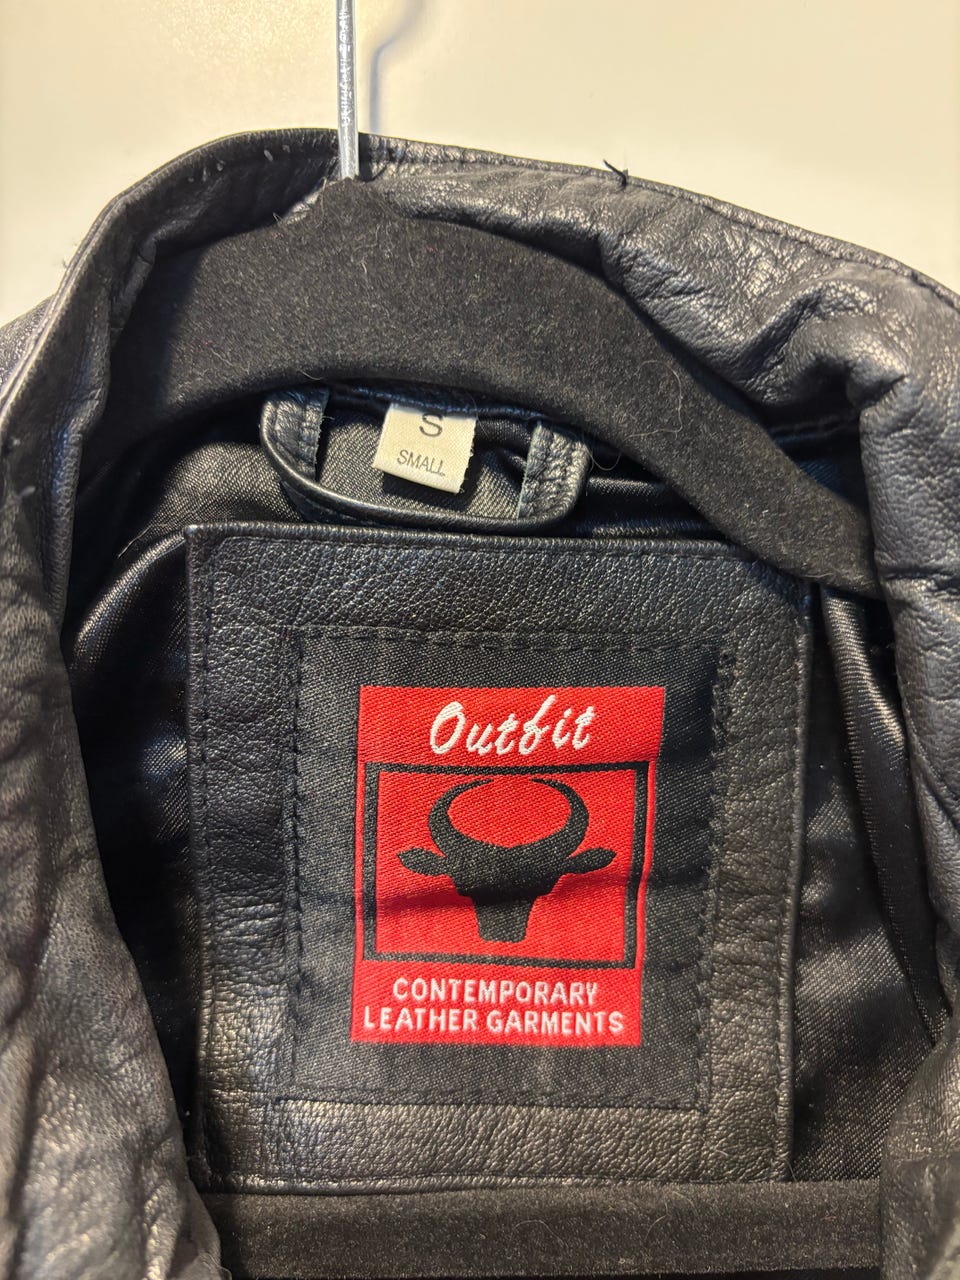 S
SMALL
Outfit
CONTEMPORARY
LEATHER GARMENTS